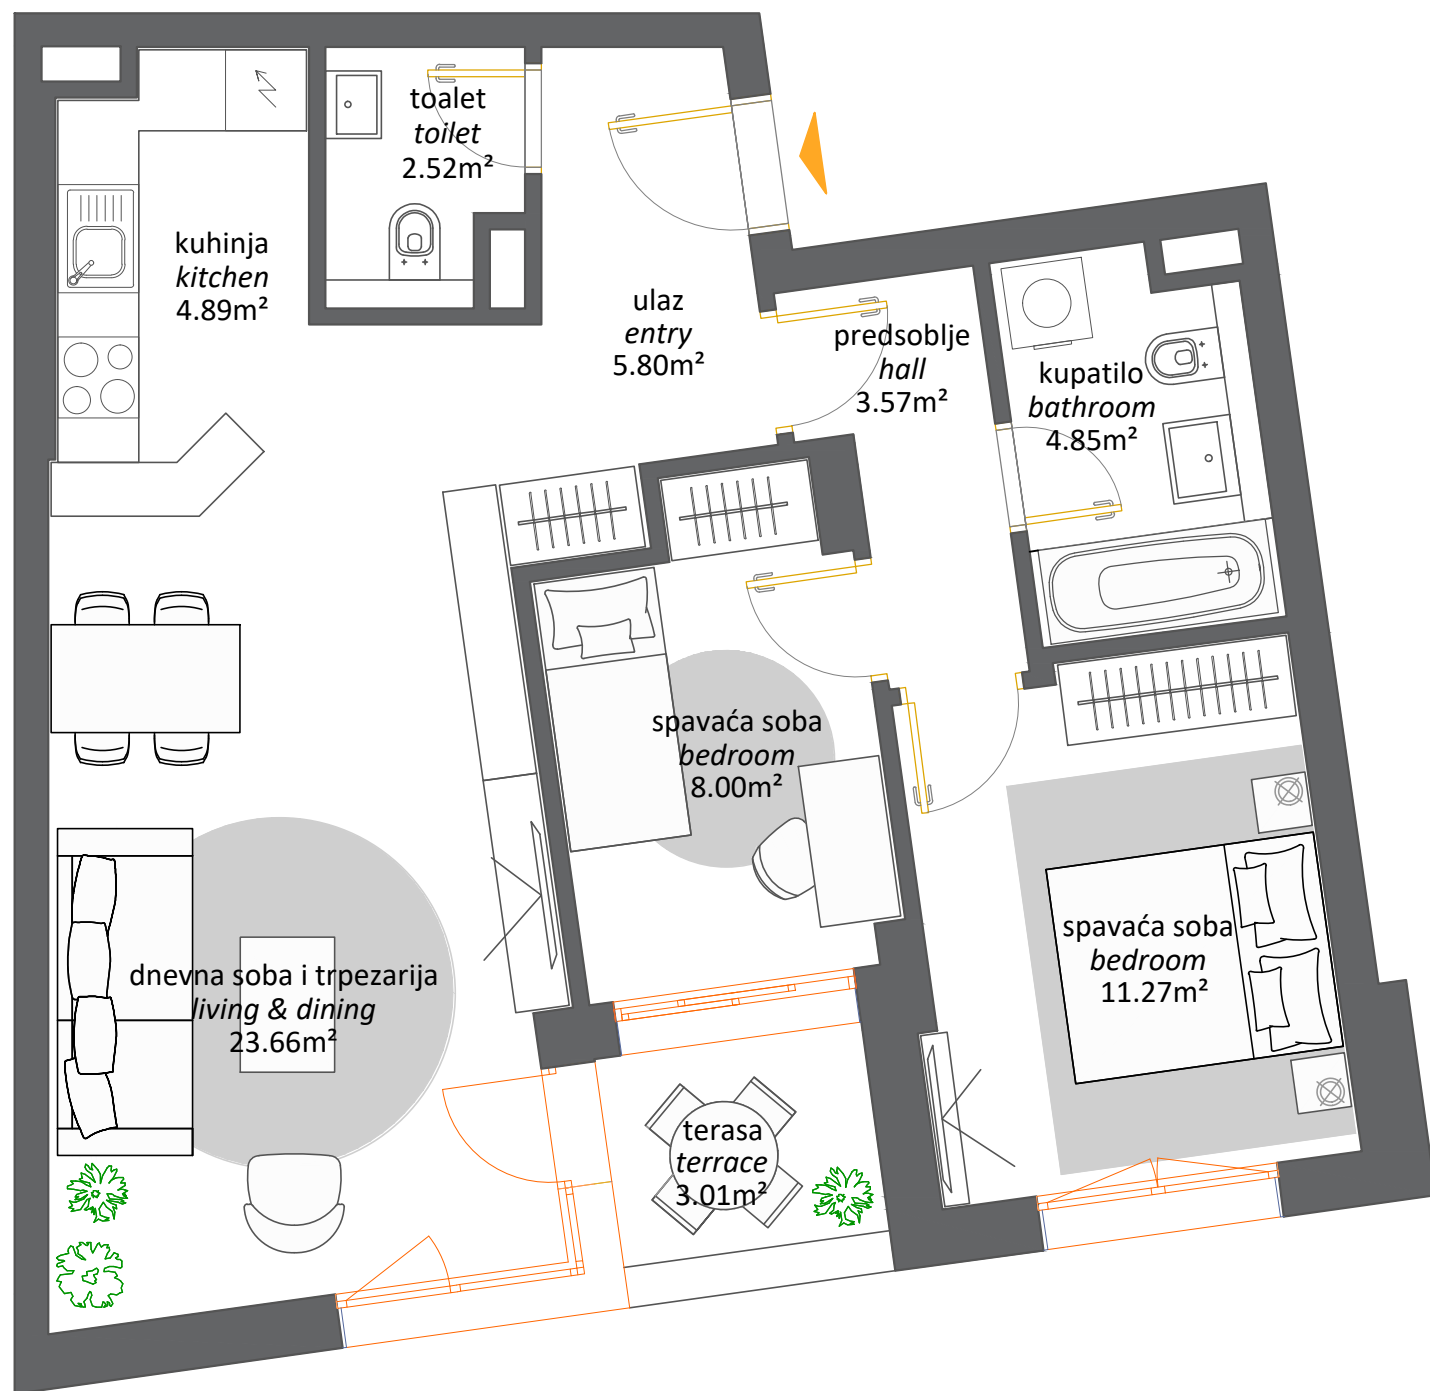 toalet
toilet
2.52m²
kuhinja
kitchen
4.89m²
ulaz
entry
5.80m²
predsoblje
hall
3.57m²
kupatilo
bathroom
4.85m²
spavaća soba
bedroom
8.00m²
spavaća soba
bedroom
11.27m²
dnevna soba i trpezarija
living & dining
23.66m²
terasa
terrace
3.01m²